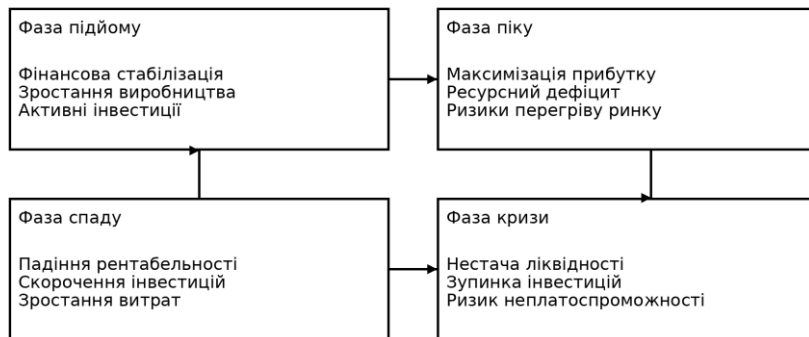 Фаза підйому
Фінансова стабілізація
Зростання виробництва
Активні інвестиції
Фаза піку
Максимізація прибутку
Ресурсний дефіцит
Ризики перегріву ринку
Фаза спаду
Падіння рентабельності
Скорочення інвестицій
Зростання витрат
Фаза кризи
Нестача ліквідності
Зупинка інвестицій
Ризик неплатоспроможності